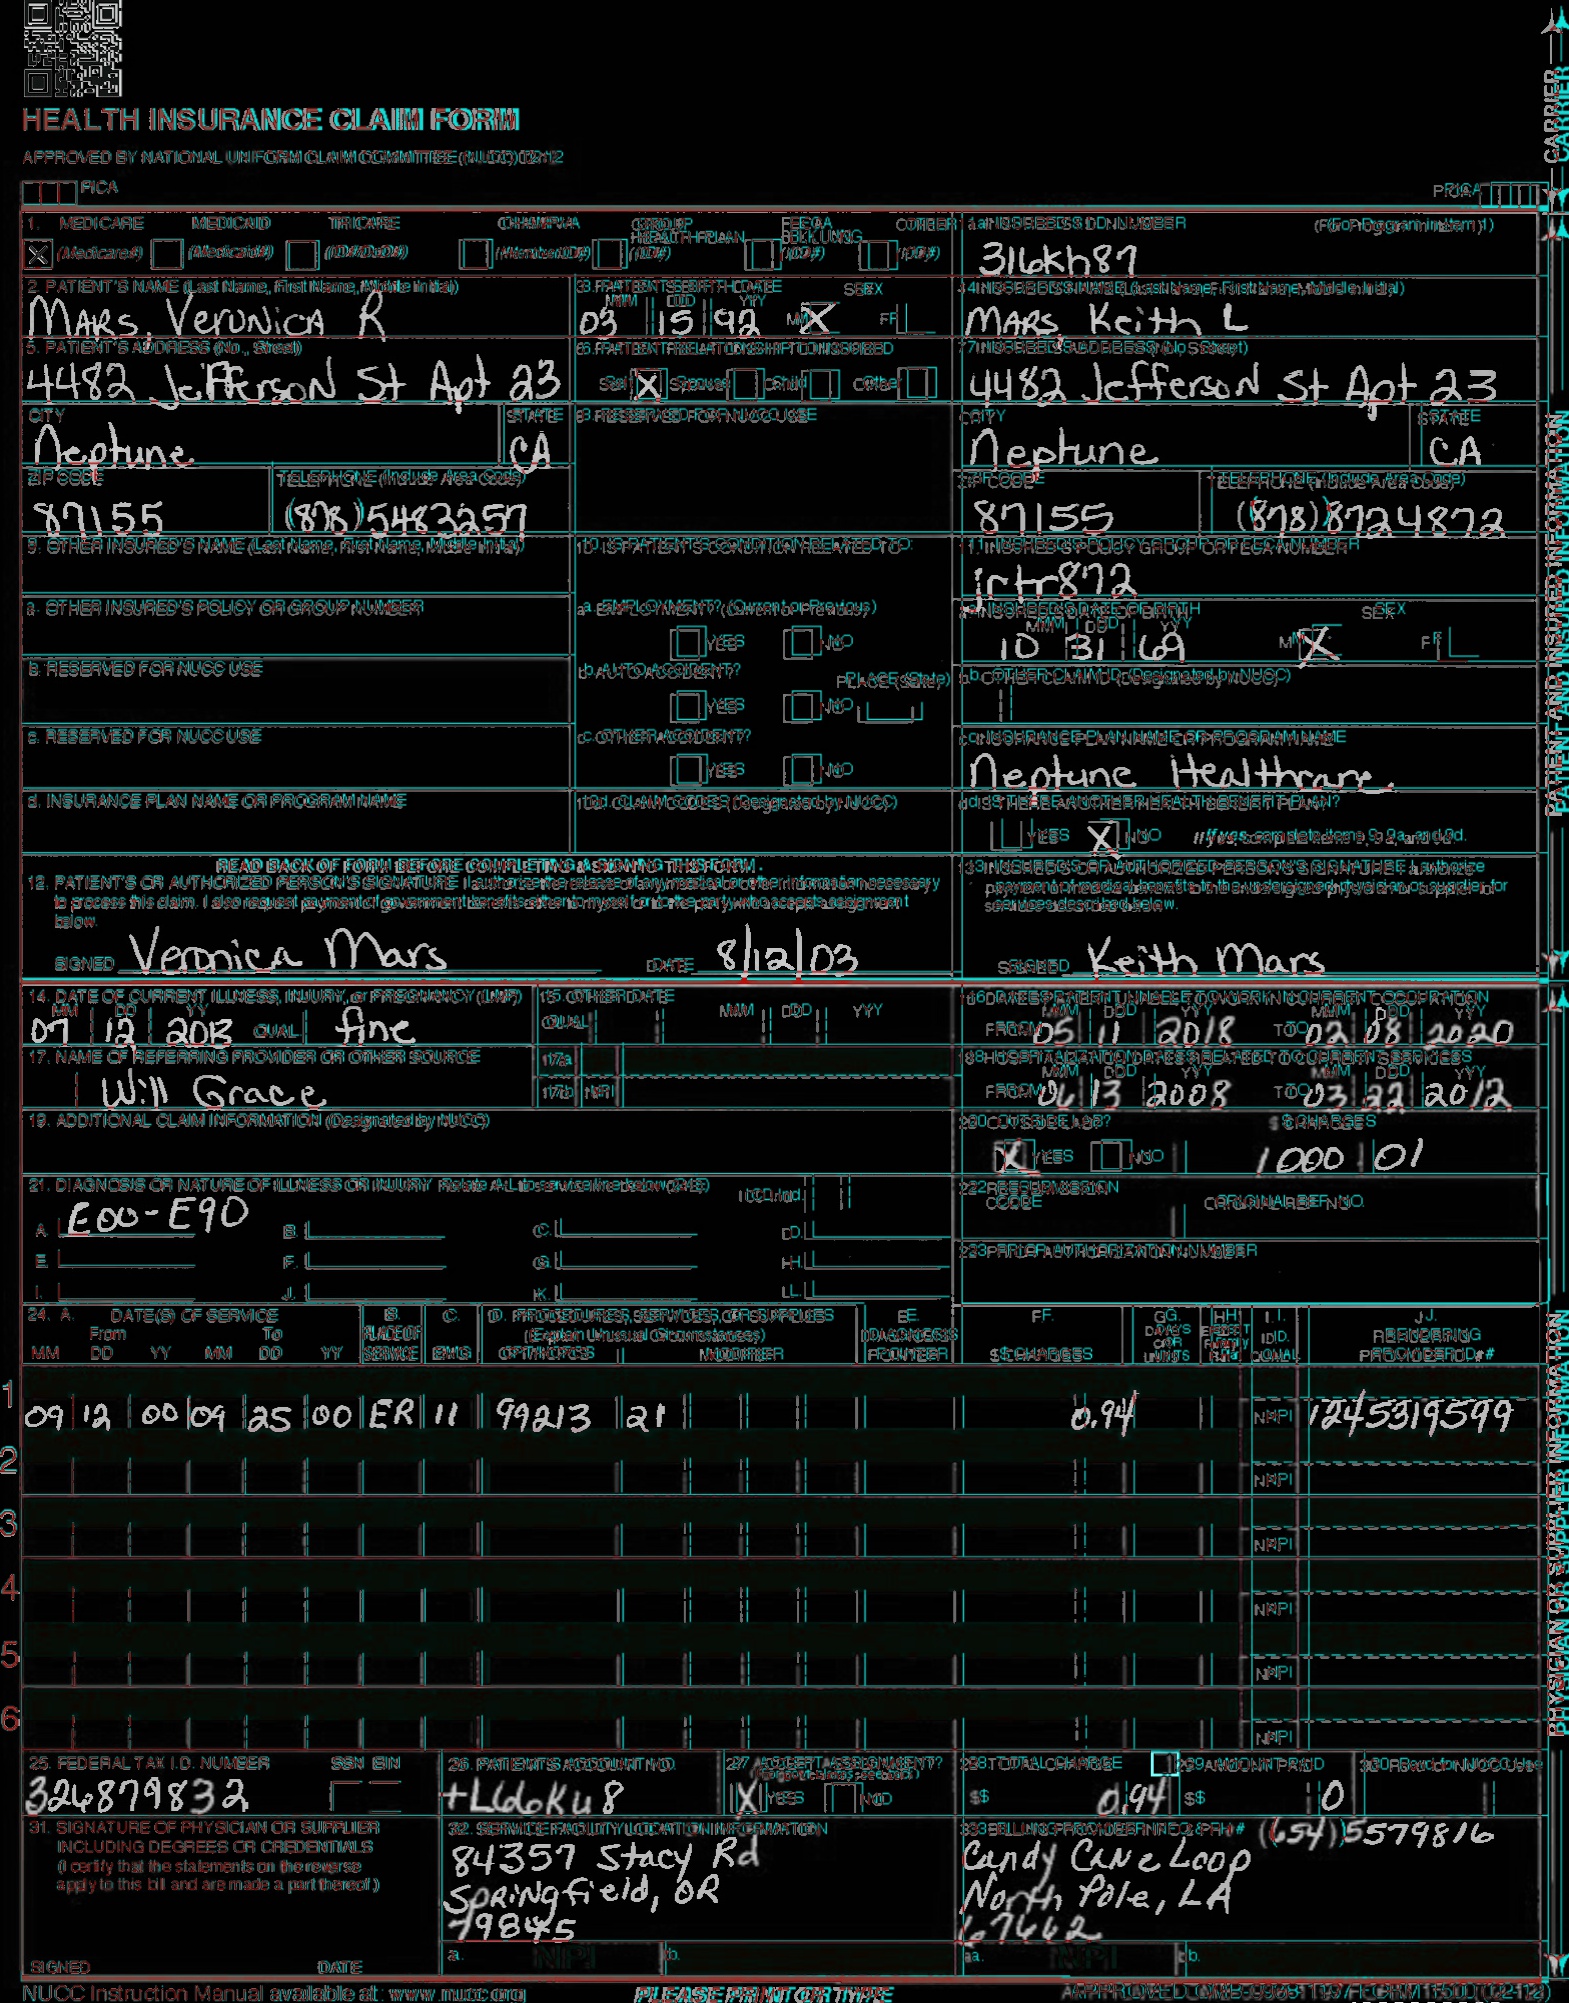 HEALTH INSURANCE CLAIM FORM
APPROVED BY NATIONAL UNIFORM CLAIM COMMITTEE (NUCC) 02/12
PICA PICA
CARRIER
1. MEDICARE MEDICAID TRICARE CHAMPVA GROUP HEALTH PLAN FECA BLK LUNG OTHER
X (Medicare#) (Medicaid#) (ID#/DoD#) (Member ID#) (ID#) (ID#) (ID#)
1a. INSURED'S I.D. NUMBER (For Program in Item 1)
316Kh87
2. PATIENT'S NAME (Last Name, First Name, Middle Initial)
MARS, Veronica R
3. PATIENT'S BIRTH DATE SEX
MM DD YY
03 15 92 M X F
4. INSURED'S NAME (Last Name, First Name, Middle Initial)
MARS, Keith L
5. PATIENT'S ADDRESS (No., Street)
4482 Jefferson St Apt 23
6. PATIENT RELATIONSHIP TO INSURED
Self X Spouse Child Other
7. INSURED'S ADDRESS (No., Street)
4482 Jefferson St Apt 23
CITY STATE
Neptune CA
8. RESERVED FOR NUCC USE
CITY STATE
Neptune CA
ZIP CODE TELEPHONE (Include Area Code)
87155 (878) 5483257
ZIP CODE TELEPHONE (Include Area Code)
87155 (878) 8724872
9. OTHER INSURED'S NAME (Last Name, First Name, Middle Initial)
10. IS PATIENT'S CONDITION RELATED TO:
11. INSURED'S POLICY GROUP OR FECA NUMBER
jrtr872
a. OTHER INSURED'S POLICY OR GROUP NUMBER
a. EMPLOYMENT? (Current or Previous)
YES NO
a. INSURED'S DATE OF BIRTH SEX
MM DD YY
10 31 69 M X F
b. RESERVED FOR NUCC USE
b. AUTO ACCIDENT? PLACE (State)
YES NO
b. OTHER CLAIM ID (Designated by NUCC)
c. RESERVED FOR NUCC USE
c. OTHER ACCIDENT?
YES NO
c. INSURANCE PLAN NAME OR PROGRAM NAME
Neptune Healthcare
d. INSURANCE PLAN NAME OR PROGRAM NAME
10d. CLAIM CODES (Designated by NUCC)
d. IS THERE ANOTHER HEALTH BENEFIT PLAN?
YES X NO If yes, complete items 9, 9a, and 9d.
READ BACK OF FORM BEFORE COMPLETING & SIGNING THIS FORM.
12. PATIENT'S OR AUTHORIZED PERSON'S SIGNATURE I authorize the release of any medical or other information necessary
to process this claim. I also request payment of government benefits either to myself or to the party who accepts assignment
below.
SIGNED Veronica Mars DATE 8/12/03
13. INSURED'S OR AUTHORIZED PERSON'S SIGNATURE I authorize
payment of medical benefits to the undersigned physician or supplier for
services described below.
SIGNED Keith Mars
PATIENT AND INSURED INFORMATION
14. DATE OF CURRENT ILLNESS, INJURY, or PREGNANCY (LMP)
MM DD YY
07 12 2013 QUAL fine
15. OTHER DATE
QUAL MM DD YY
16. DATES PATIENT UNABLE TO WORK IN CURRENT OCCUPATION
MM DD YY MM DD YY
FROM 05 11 2018 TO 02 08 2020
17. NAME OF REFERRING PROVIDER OR OTHER SOURCE
Will Grace
17a.
17b. NPI
18. HOSPITALIZATION DATES RELATED TO CURRENT SERVICES
MM DD YY MM DD YY
FROM 06 13 2008 TO 03 22 2012
19. ADDITIONAL CLAIM INFORMATION (Designated by NUCC)
20. OUTSIDE LAB? $ CHARGES
X YES NO 1000 01
21. DIAGNOSIS OR NATURE OF ILLNESS OR INJURY Relate A-L to service line below (24E) ICD Ind.
A. E00-E90 B. C. D.
E. F. G. H.
I. J. K. L.
22. RESUBMISSION CODE ORIGINAL REF. NO.
23. PRIOR AUTHORIZATION NUMBER
24. A. DATE(S) OF SERVICE B. C. D. PROCEDURES, SERVICES, OR SUPPLIES E. F. G. H. I. J.
From To PLACE OF SERVICE EMG (Explain Unusual Circumstances) DIAGNOSIS POINTER $ CHARGES DAYS OR UNITS ID. QUAL. RENDERING PROVIDER ID. #
MM DD YY MM DD YY CPT/HCPCS MODIFIER
1 09 12 00 09 25 00 ER 11 99213 21 0.94 NPI 1245319599
2 NPI
3 NPI
4 NPI
5 NPI
6 NPI
25. FEDERAL TAX I.D. NUMBER SSN EIN
324879832
26. PATIENT'S ACCOUNT NO.
+L66Ku8
27. ACCEPT ASSIGNMENT?
X YES NO
28. TOTAL CHARGE
$ 0.94
29. AMOUNT PAID
$ 0
30. Rsvd for NUCC Use
31. SIGNATURE OF PHYSICIAN OR SUPPLIER
INCLUDING DEGREES OR CREDENTIALS
(I certify that the statements on the reverse
apply to this bill and are made a part thereof.)
SIGNED DATE
32. SERVICE FACILITY LOCATION INFORMATION
84357 Stacy Rd
Springfield, OR
79845
a. NPI b.
33. BILLING PROVIDER INFO & PH # (654) 5579816
Candy Cane Loop
North Pole, LA
67662
a. NPI b.
PHYSICIAN OR SUPPLIER INFORMATION
NUCC Instruction Manual available at: www.nucc.org
PLEASE PRINT OR TYPE
APPROVED OMB-0938-1197 FORM 1500 (02-12)